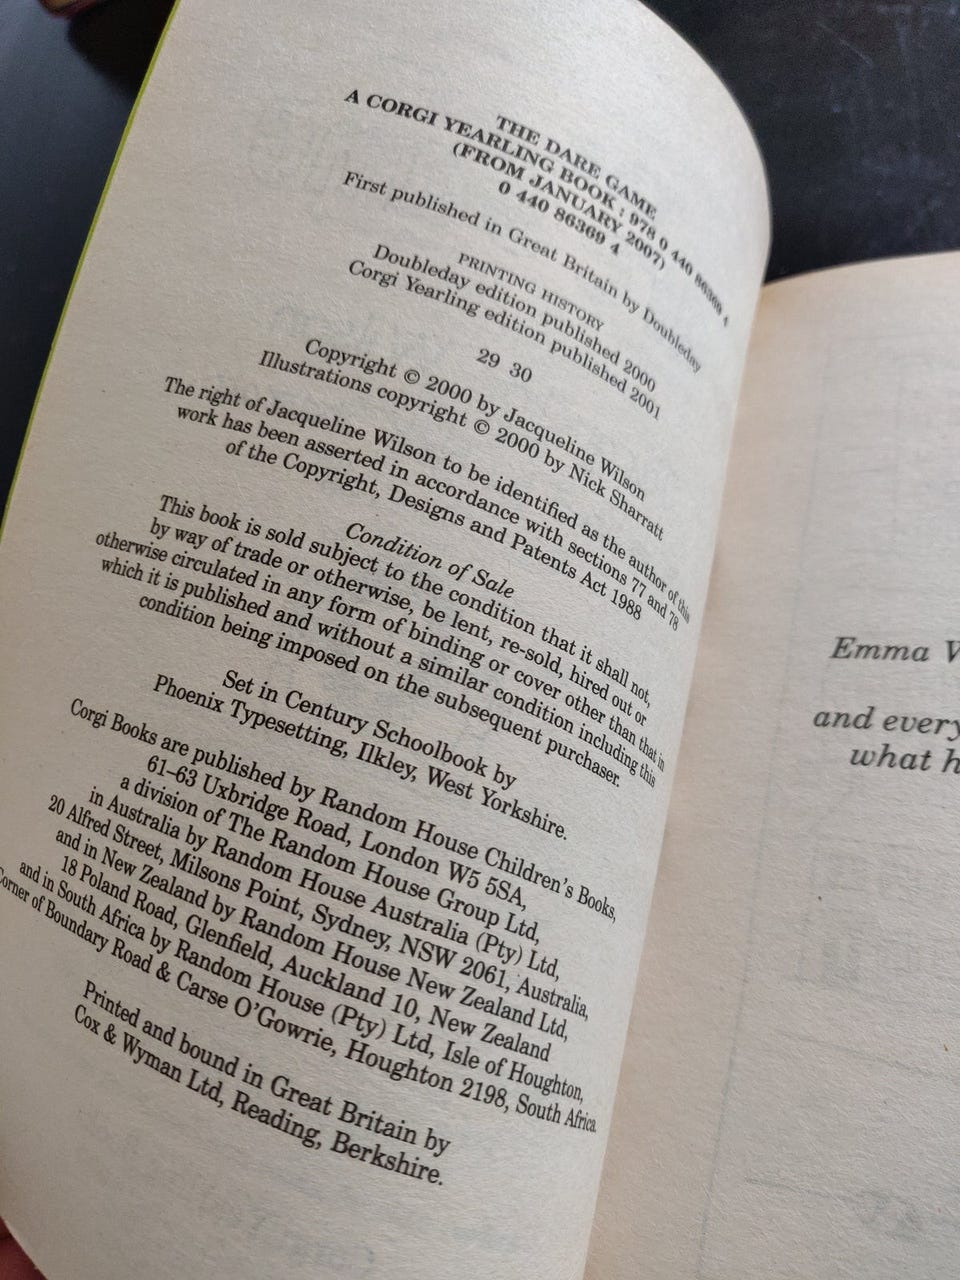 THE DARE GAME
A CORGI YEARLING BOOK : 978 0 440 86369 4
(FROM JANUARY 2007)
0 440 86369 4
First published in Great Britain by Doubleday
PRINTING HISTORY
Doubleday edition published 2000
Corgi Yearling edition published 2001
29 30
Copyright © 2000 by Jacqueline Wilson
Illustrations copyright © 2000 by Nick Sharratt
The right of Jacqueline Wilson to be identified as the author of this
work has been asserted in accordance with sections 77 and 78
of the Copyright, Designs and Patents Act 1988
Condition of Sale
This book is sold subject to the condition that it shall not,
by way of trade or otherwise, be lent, re-sold, hired out or
otherwise circulated in any form of binding or cover other than that in
which it is published and without a similar condition including this
condition being imposed on the subsequent purchaser.
Set in Century Schoolbook by
Phoenix Typesetting, Ilkley, West Yorkshire.
Corgi Books are published by Random House Children's Books,
61–63 Uxbridge Road, London W5 5SA,
a division of The Random House Group Ltd,
in Australia by Random House Australia (Pty) Ltd,
20 Alfred Street, Milsons Point, Sydney, NSW 2061, Australia,
and in New Zealand by Random House New Zealand Ltd,
18 Poland Road, Glenfield, Auckland 10, New Zealand
and in South Africa by Random House (Pty) Ltd, Isle of Houghton,
Corner of Boundary Road & Carse O'Gowrie, Houghton 2198, South Africa.
Printed and bound in Great Britain by
Cox & Wyman Ltd, Reading, Berkshire.
Emma
and every
what h